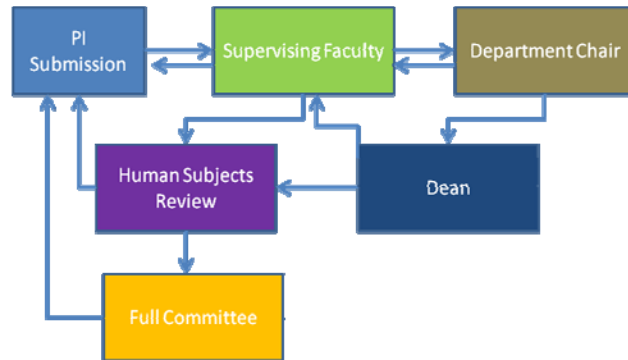 PI
Submission
Supervising Faculty
Department Chair
Human Subjects
Review
Dean
Full Committee